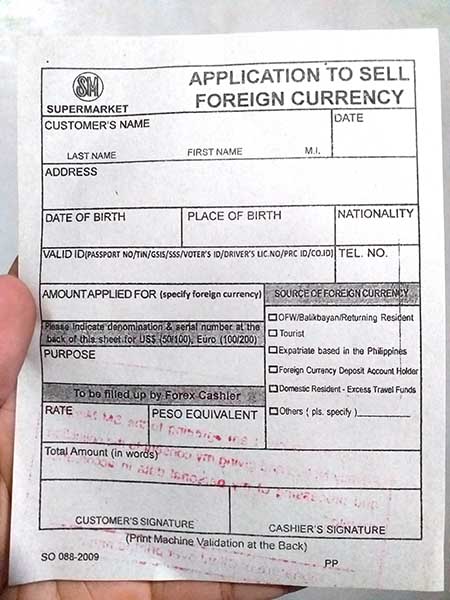 SM
SUPERMARKET
APPLICATION TO SELL
FOREIGN CURRENCY
CUSTOMER'S NAME
LAST NAME FIRST NAME M.I.
DATE
ADDRESS
DATE OF BIRTH
PLACE OF BIRTH
NATIONALITY
VALID ID(PASSPORT NO/TIN/GSIS/SSS/VOTER'S ID/DRIVER'S LIC.NO/PRC ID/CO.ID)
TEL. NO.
AMOUNT APPLIED FOR (specify foreign currency)
Please indicate denomination & serial number at the
back of this sheet for US$ (50/100), Euro (100/200)
PURPOSE
SOURCE OF FOREIGN CURRENCY
OFW/Balikbayan/Returning Resident
Tourist
Expatriate based in the Philippines
Foreign Currency Deposit Account Holder
Domestic Resident - Excess Travel Funds
Others ( pls. specify )
To be filled up by Forex Cashier
RATE
PESO EQUIVALENT
Total Amount (in words)
CUSTOMER'S SIGNATURE
CASHIER'S SIGNATURE
(Print Machine Validation at the Back)
SO 088-2009
PP